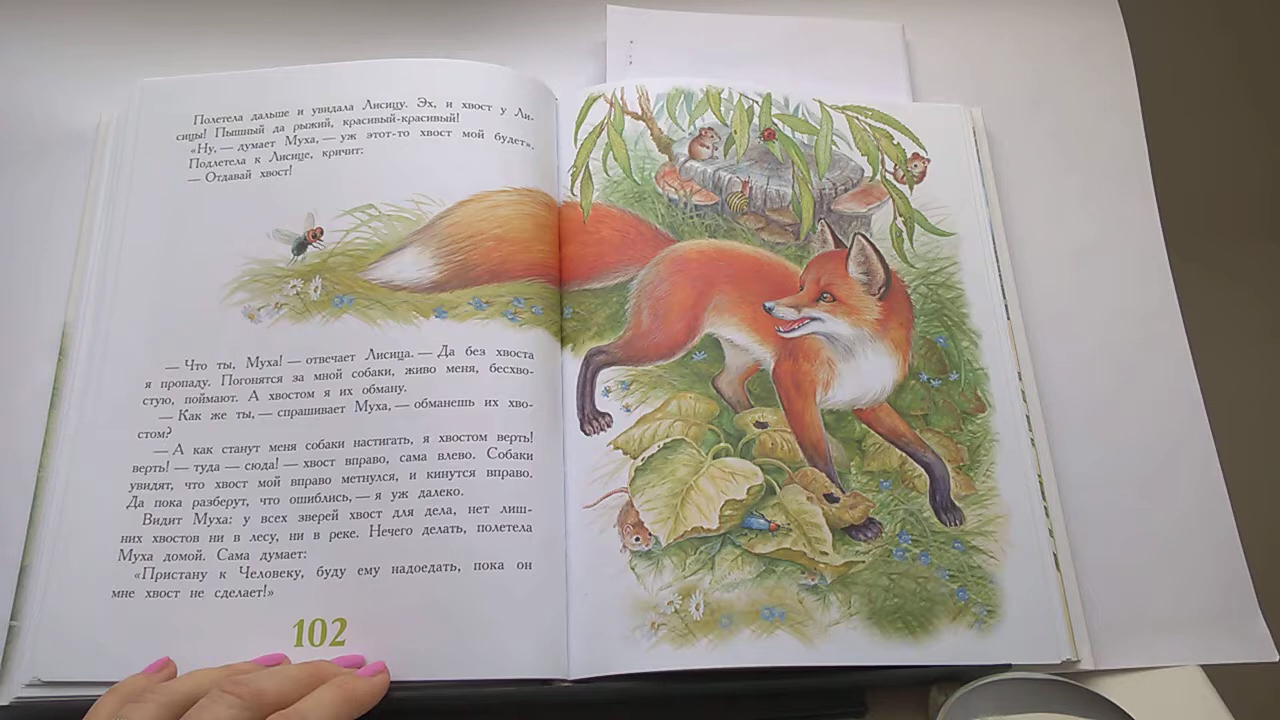 Полетела дальше и увидала Лисицу. Эх, и хвост у Ли-
сицы! Пышный да рыжий, красивый-красивый!
«Ну, — думает Муха, — уж этот-то хвост мой будет».
Подлетела к Лисице, кричит:
— Отдавай хвост!
— Что ты, Муха! — отвечает Лисица. — Да без хвоста
я пропаду. Погонятся за мной собаки, живо меня, бесхво-
стую, поймают. А хвостом я их обману.
— Как же ты, — спрашивает Муха, — обманешь их хво-
стом?
— А как станут меня собаки настигать, я хвостом верть!
верть! — туда — сюда! — хвост вправо, сама влево. Собаки
увидят, что хвост мой вправо метнулся, и кинутся вправо.
Да пока разберут, что ошиблись, — я уж далеко.
Видит Муха: у всех зверей хвост для дела, нет лиш-
них хвостов ни в лесу, ни в реке. Нечего делать, полетела
Муха домой. Сама думает:
«Пристану к Человеку, буду ему надоедать, пока он
мне хвост не сделает!»
102